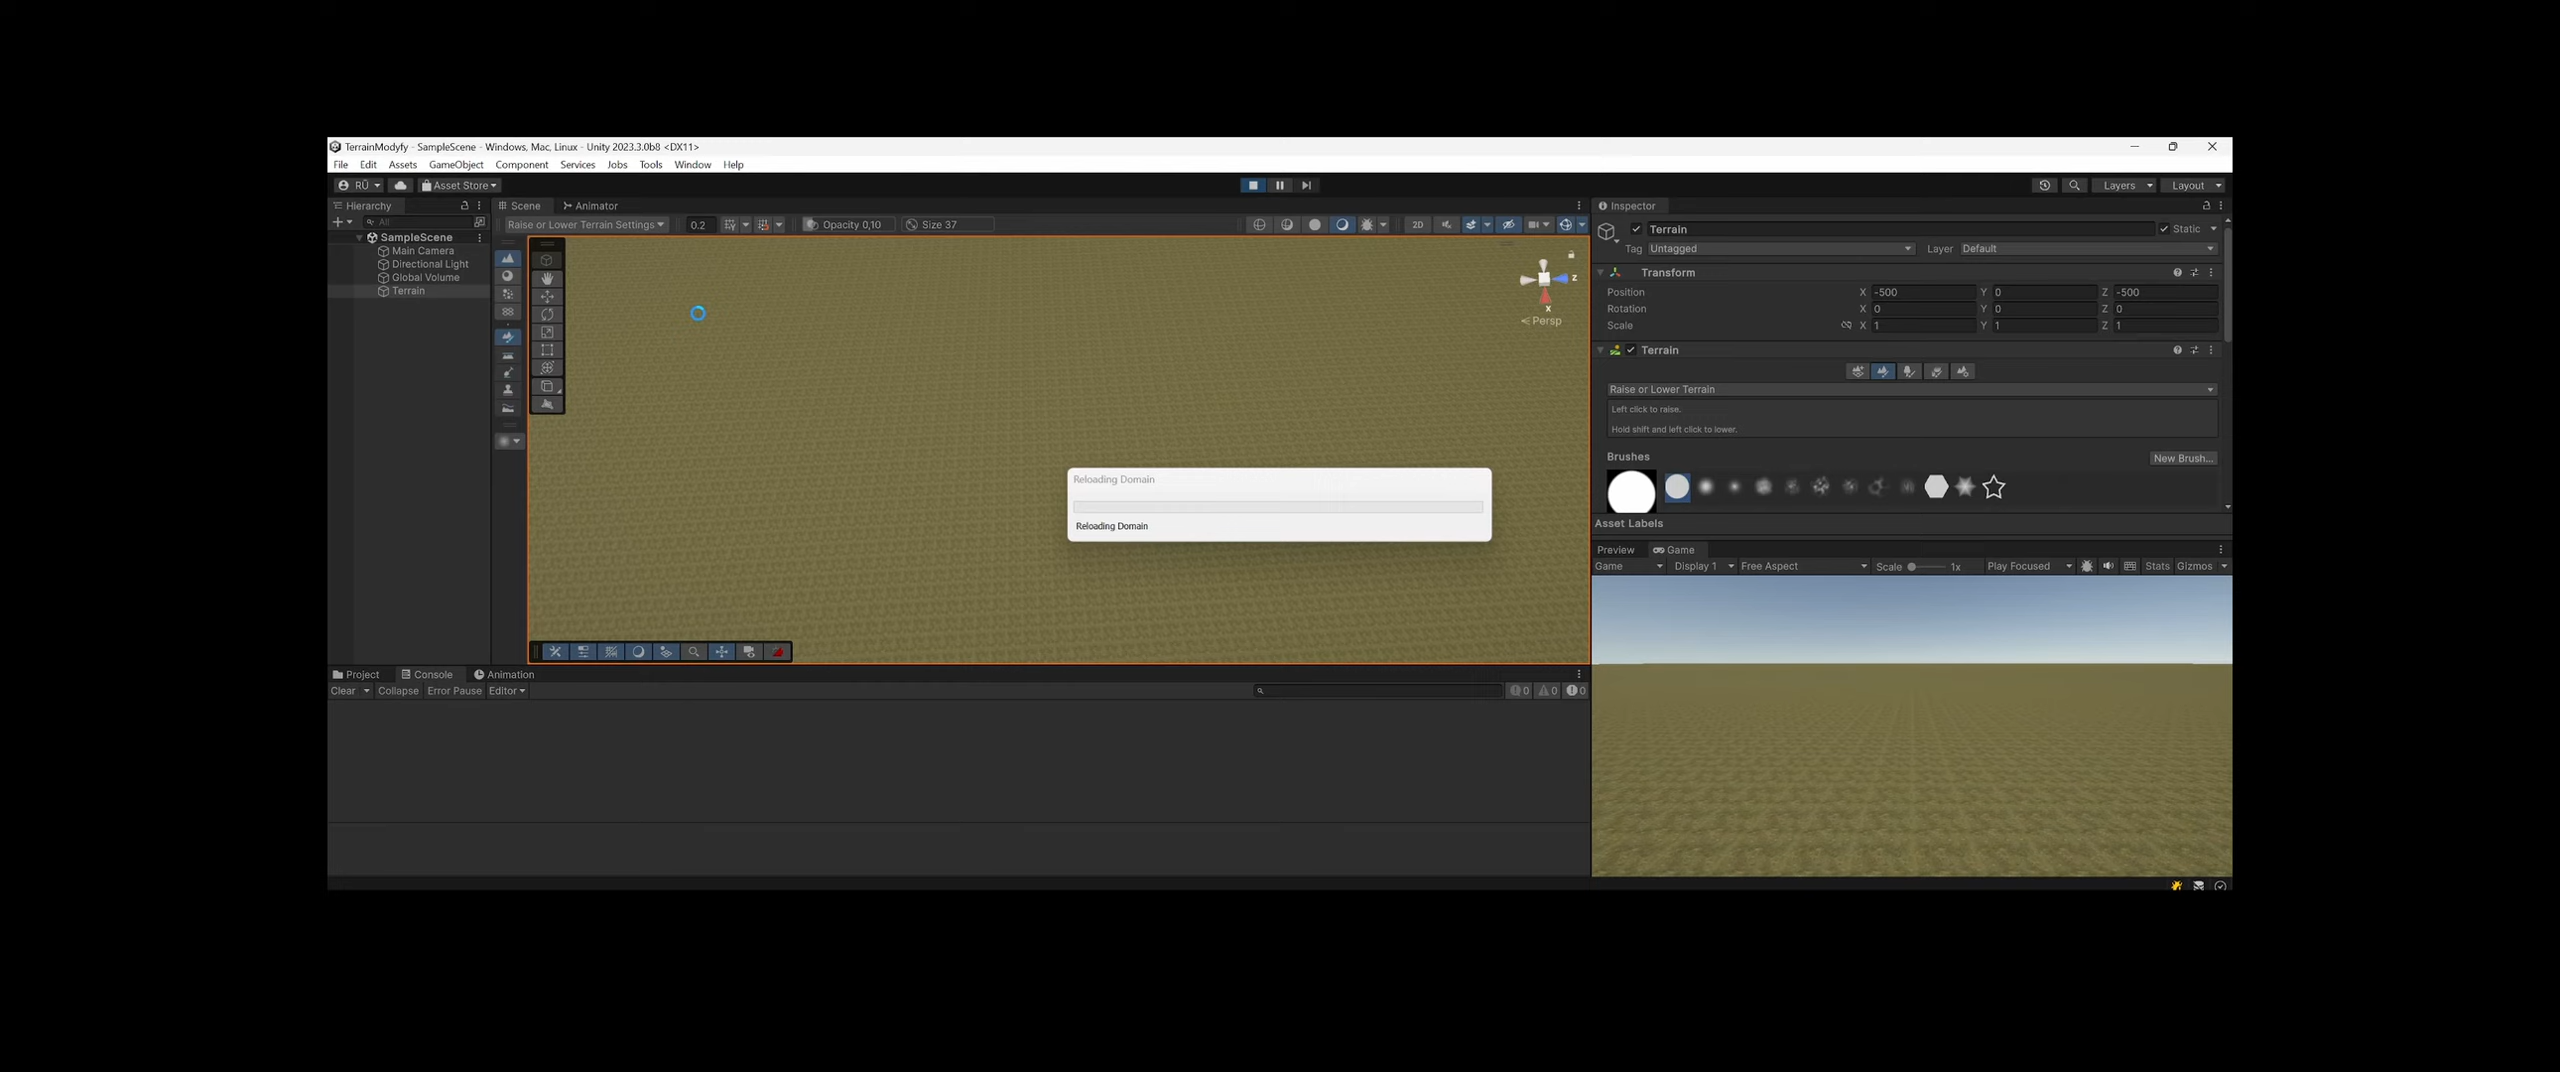 TerrainModyfy - SampleScene - Windows, Mac, Linux - Unity 2023.3.0b8 <DX11>
File Edit Assets GameObject Component Services Jobs Tools Window Help
RÜ Asset Store Layers Layout
Hierarchy
All
SampleScene
Main Camera
Directional Light
Global Volume
Terrain
Scene Animator
Raise or Lower Terrain Settings 0.2 Opacity 0,10 Size 37 2D
z
x
Persp
Reloading Domain
Reloading Domain
Inspector
Terrain Static
Tag Untagged Layer Default
Transform
Position X -500 Y 0 Z -500
Rotation X 0 Y 0 Z 0
Scale X 1 Y 1 Z 1
Terrain
Raise or Lower Terrain
Left click to raise.
Hold shift and left click to lower.
Brushes New Brush...
Asset Labels
Preview Game
Game Display 1 Free Aspect Scale 1x Play Focused Stats Gizmos
Project Console Animation
Clear Collapse Error Pause Editor 0 0 0